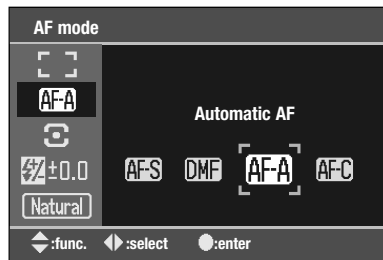 AF mode
AF-A
Automatic AF
±0.0
AF-S DMF AF-A AF-C
Natural
:func. :select :enter